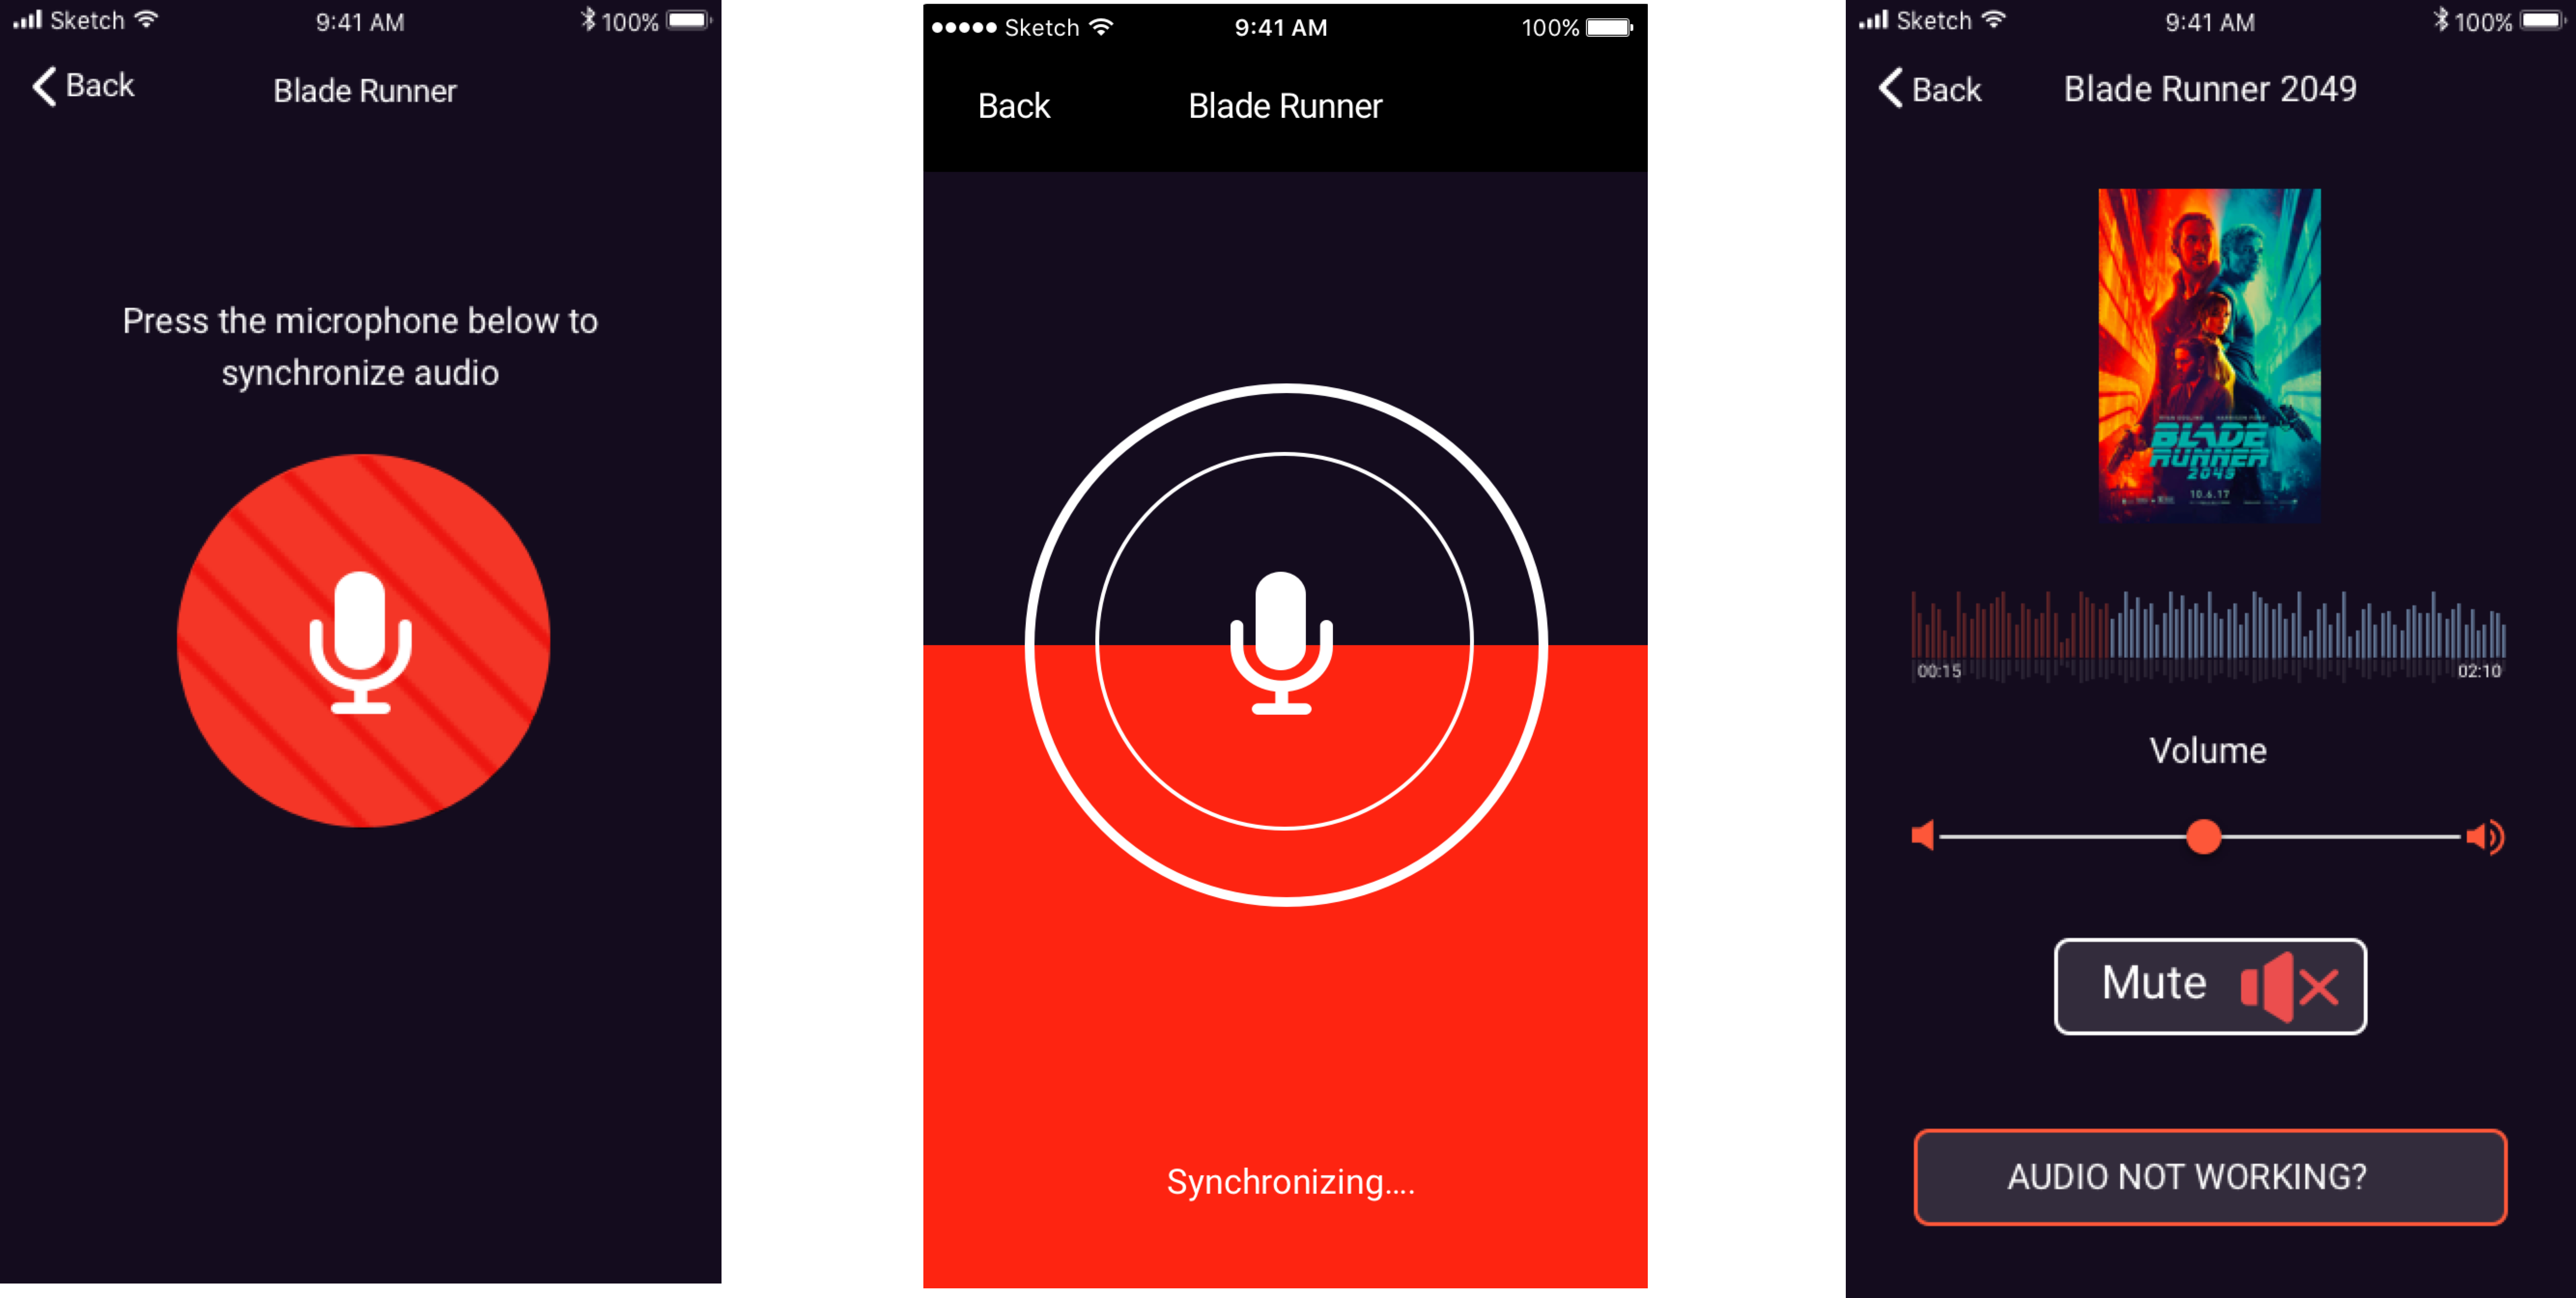 Sketch
9:41 AM
100%
Back
Blade Runner
Press the microphone below to
synchronize audio
Sketch
9:41 AM
100%
Back
Blade Runner
Synchronizing....
Sketch
9:41 AM
100%
Back
Blade Runner 2049
BLADE
RUNNER
2049
10.6.17
00:15
02:10
Volume
Mute
AUDIO NOT WORKING?